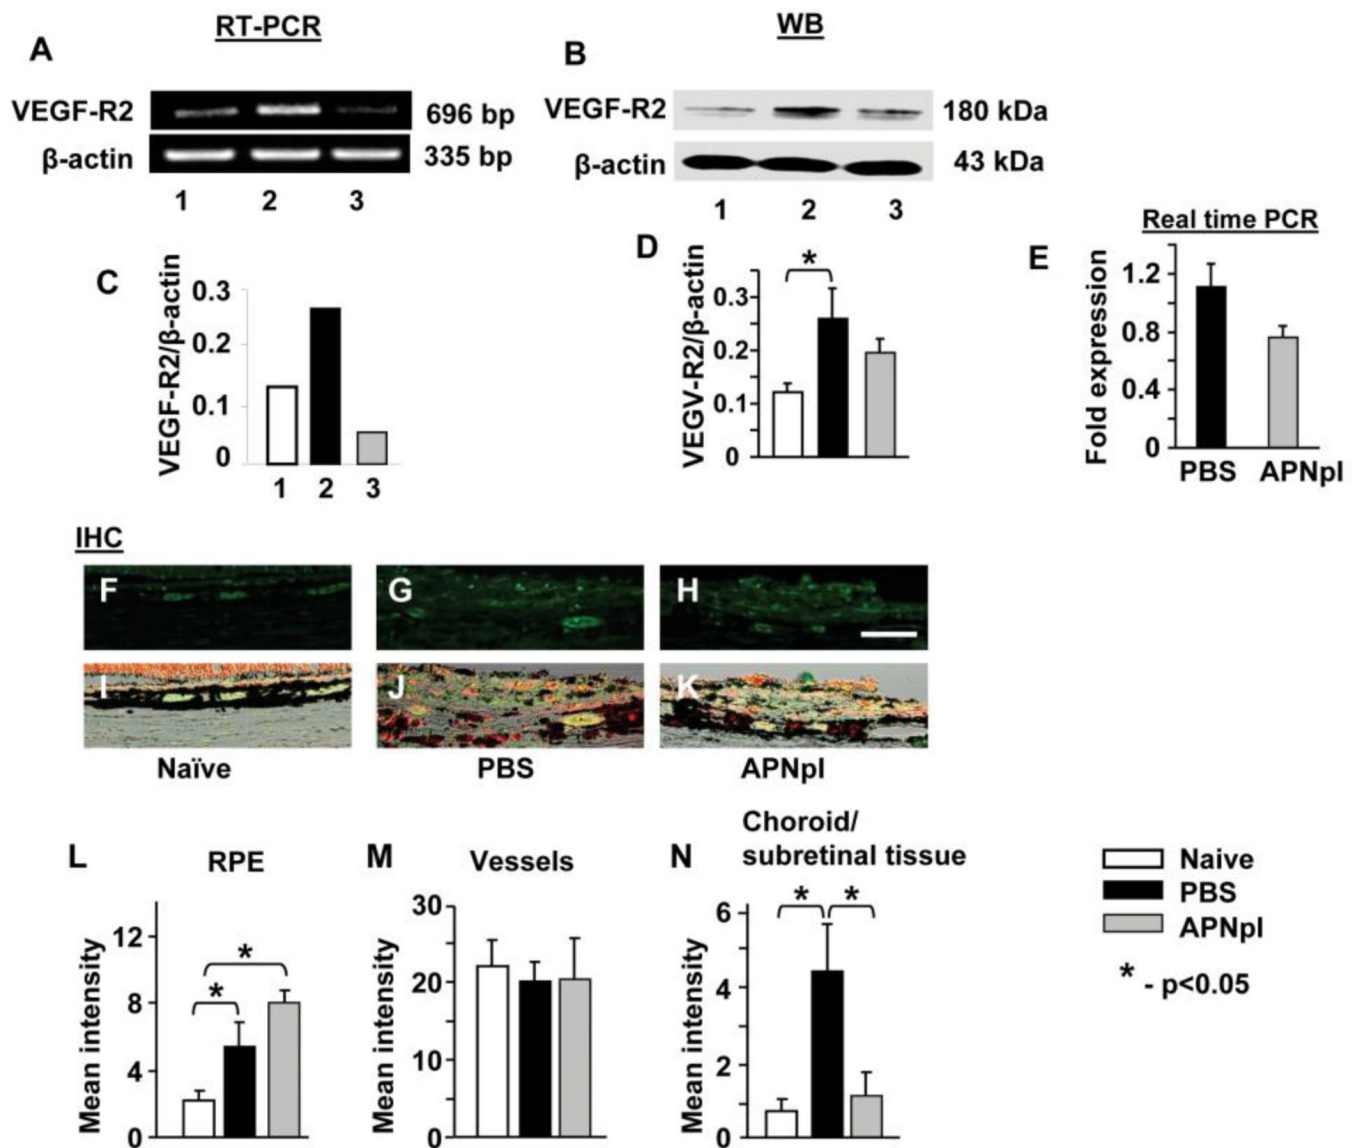 RT-PCR
WB
A
B
VEGF-R2
696 bp
VEGF-R2
180 kDa
β-actin
335 bp
β-actin
43 kDa
1 2 3
1 2 3
Real time PCR
C
D
E
VEGF-R2/β-actin
0.3
0.2
0.1
0
1 2 3
VEGV-R2/β-actin
0.3
0.2
0.1
0
*
Fold expression
1.2
0.8
0.4
0
PBS APNpl
IHC
F
G
H
I
J
K
Naïve
PBS
APNpl
L
RPE
Mean intensity
12
8
4
0
*
*
M
Vessels
Mean intensity
30
20
10
0
N
Choroid/
subretinal tissue
Mean intensity
6
4
2
0
* *
Naive
PBS
APNpl
* - p<0.05